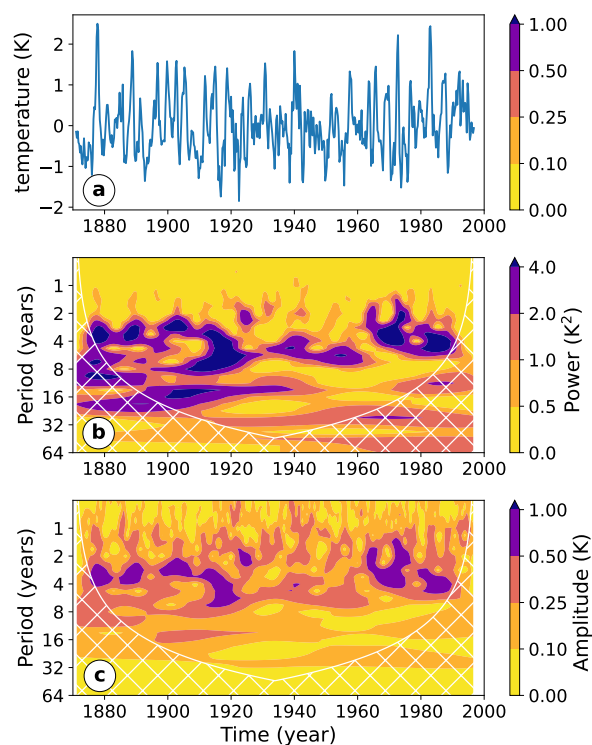 temperature (K)
2
1
0
−1
−2
a
1880 1900 1920 1940 1960 1980 2000
1.00
0.50
0.25
0.10
0.00
Period (years)
1
2
4
8
16
32
64
b
1880 1900 1920 1940 1960 1980 2000
4.0
2.0
1.0
0.5
0.0
Power (K²)
Period (years)
1
2
4
8
16
32
64
c
1880 1900 1920 1940 1960 1980 2000
Time (year)
1.00
0.50
0.25
0.10
0.00
Amplitude (K)